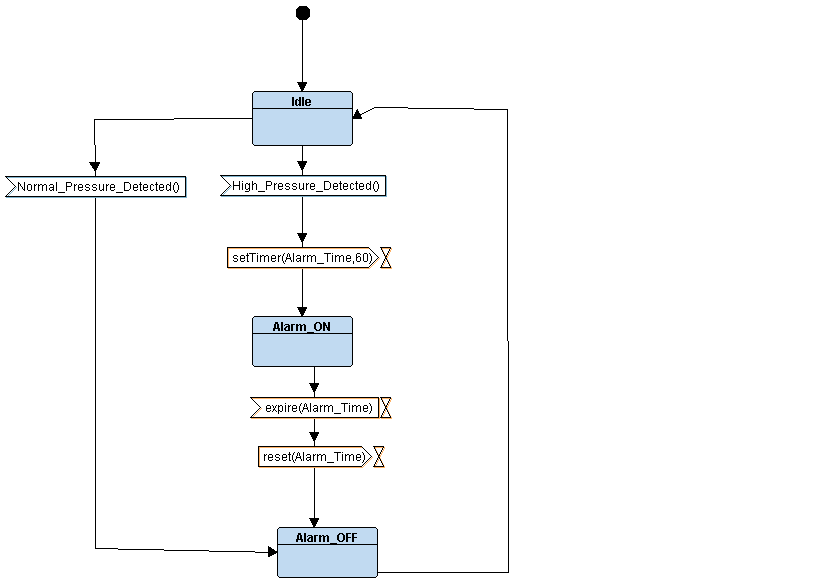 Idle
Normal_Pressure_Detected()
High_Pressure_Detected()
setTimer(Alarm_Time,60)
Alarm_ON
expire(Alarm_Time)
reset(Alarm_Time)
Alarm_OFF